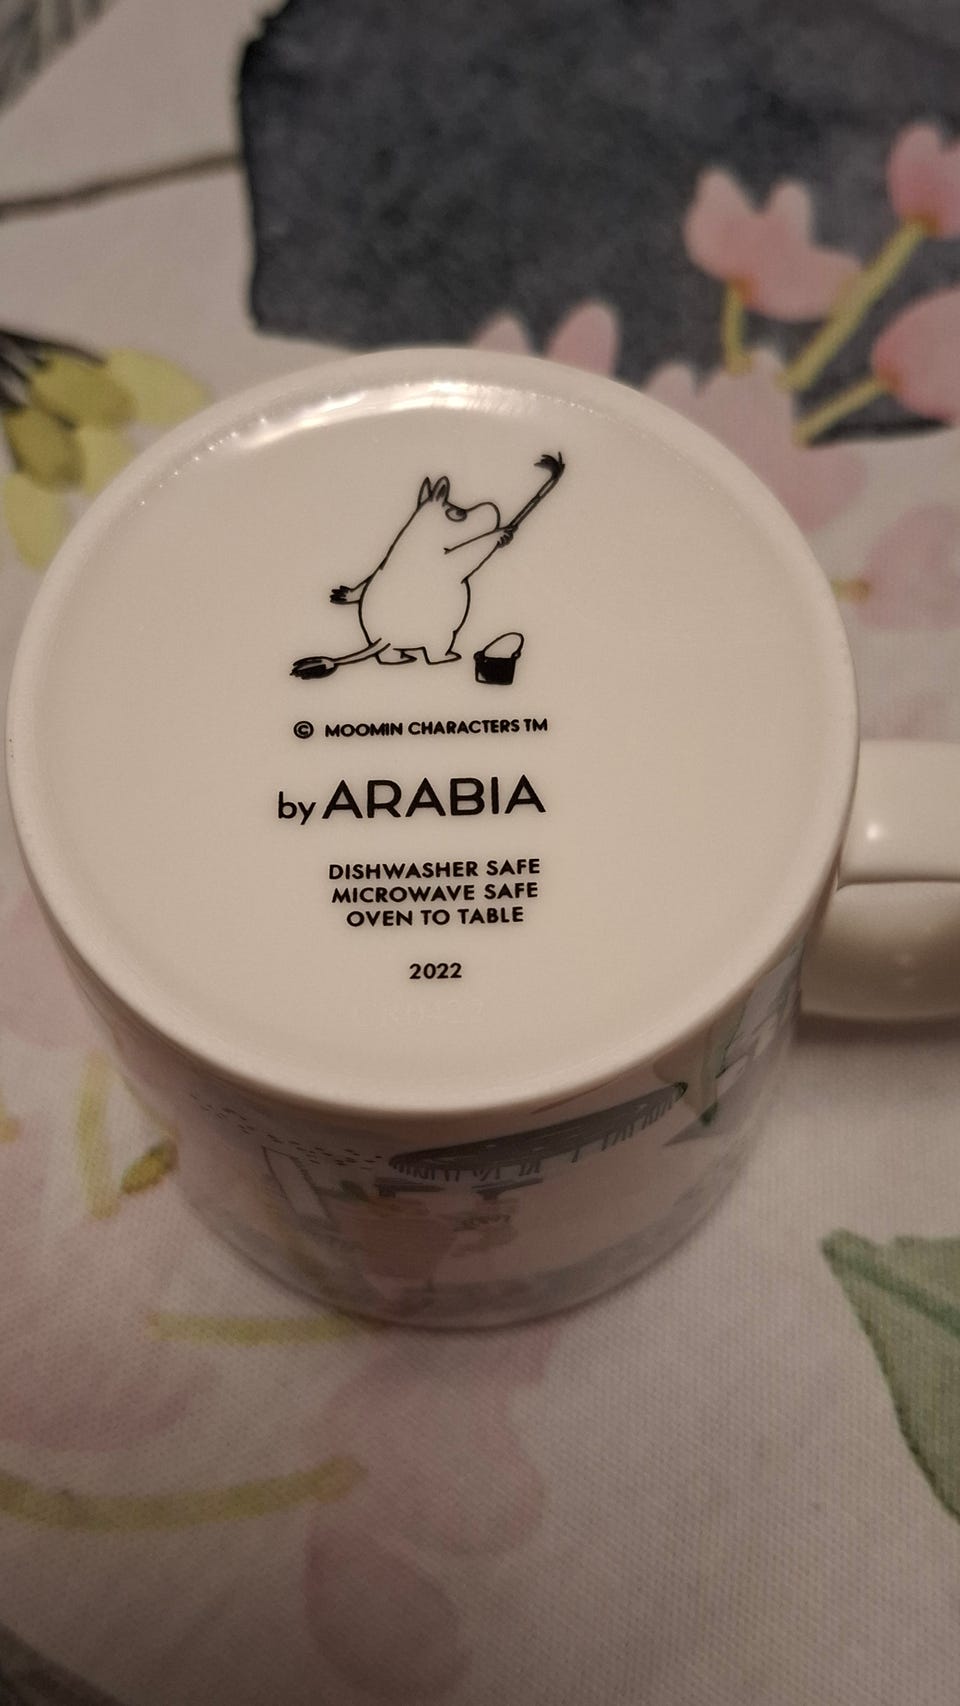 © MOOMIN CHARACTERS TM
by ARABIA
DISHWASHER SAFE
MICROWAVE SAFE
OVEN TO TABLE
2022